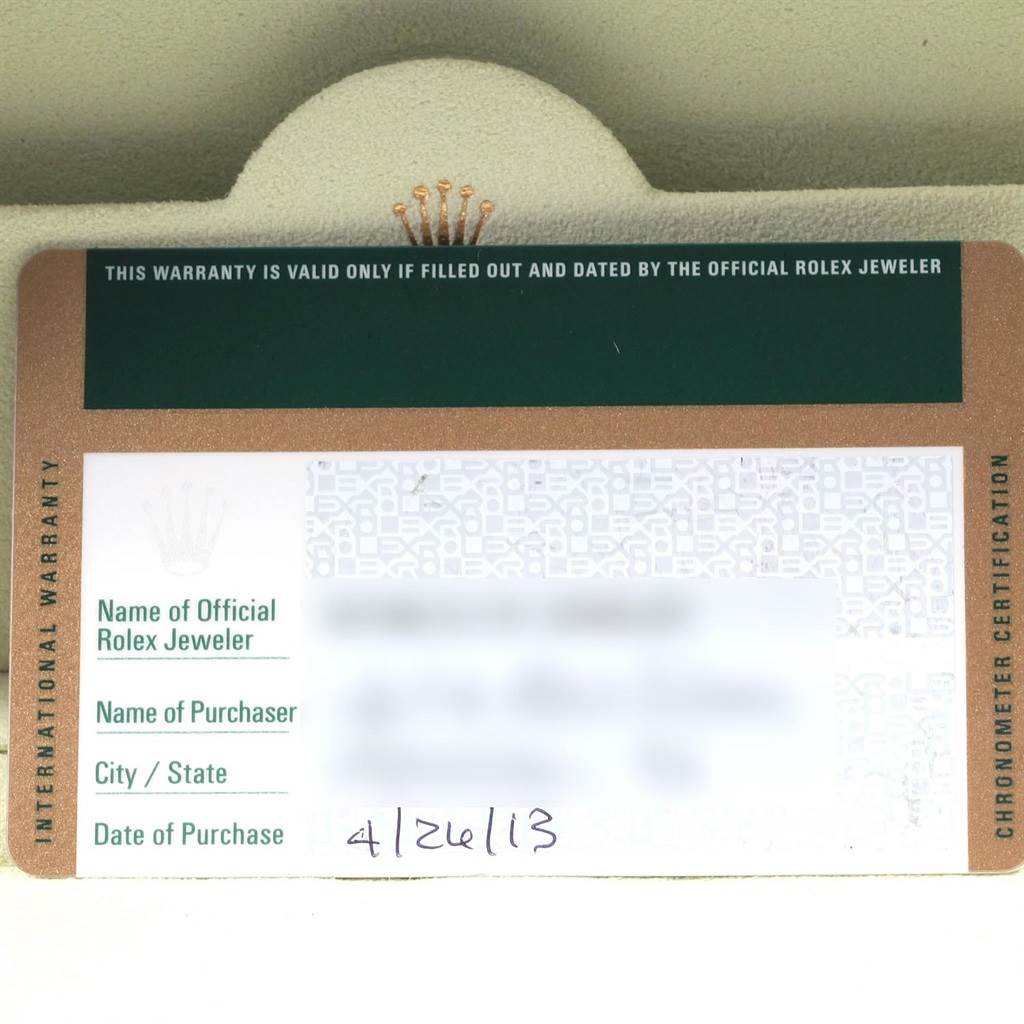 THIS WARRANTY IS VALID ONLY IF FILLED OUT AND DATED BY THE OFFICIAL ROLEX JEWELER
INTERNATIONAL WARRANTY
Name of Official
Rolex Jeweler
Name of Purchaser
City / State
Date of Purchase 4/26/13
CHRONOMETER CERTIFICATION